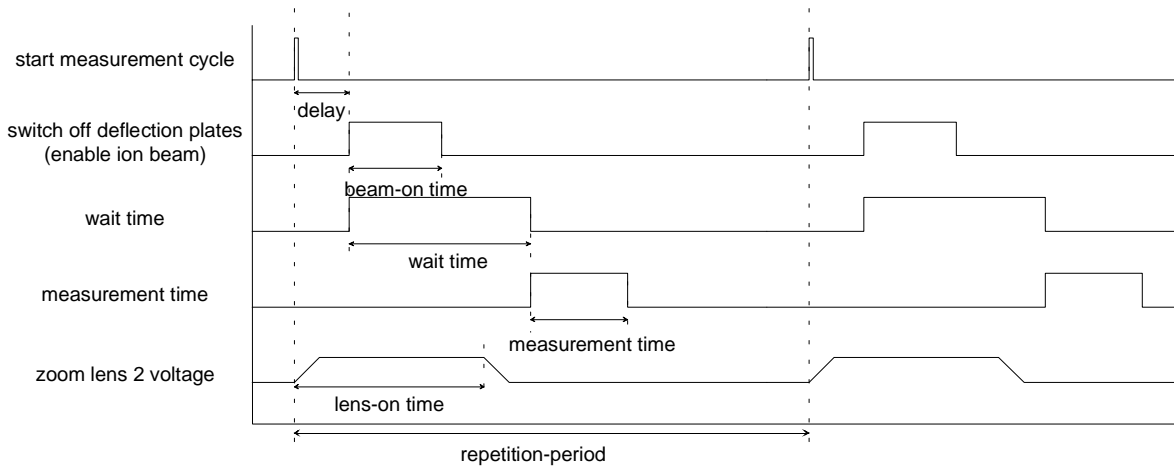 start measurement cycle
delay
switch off deflection plates
(enable ion beam)
beam-on time
wait time
wait time
measurement time
measurement time
zoom lens 2 voltage
lens-on time
repetition-period